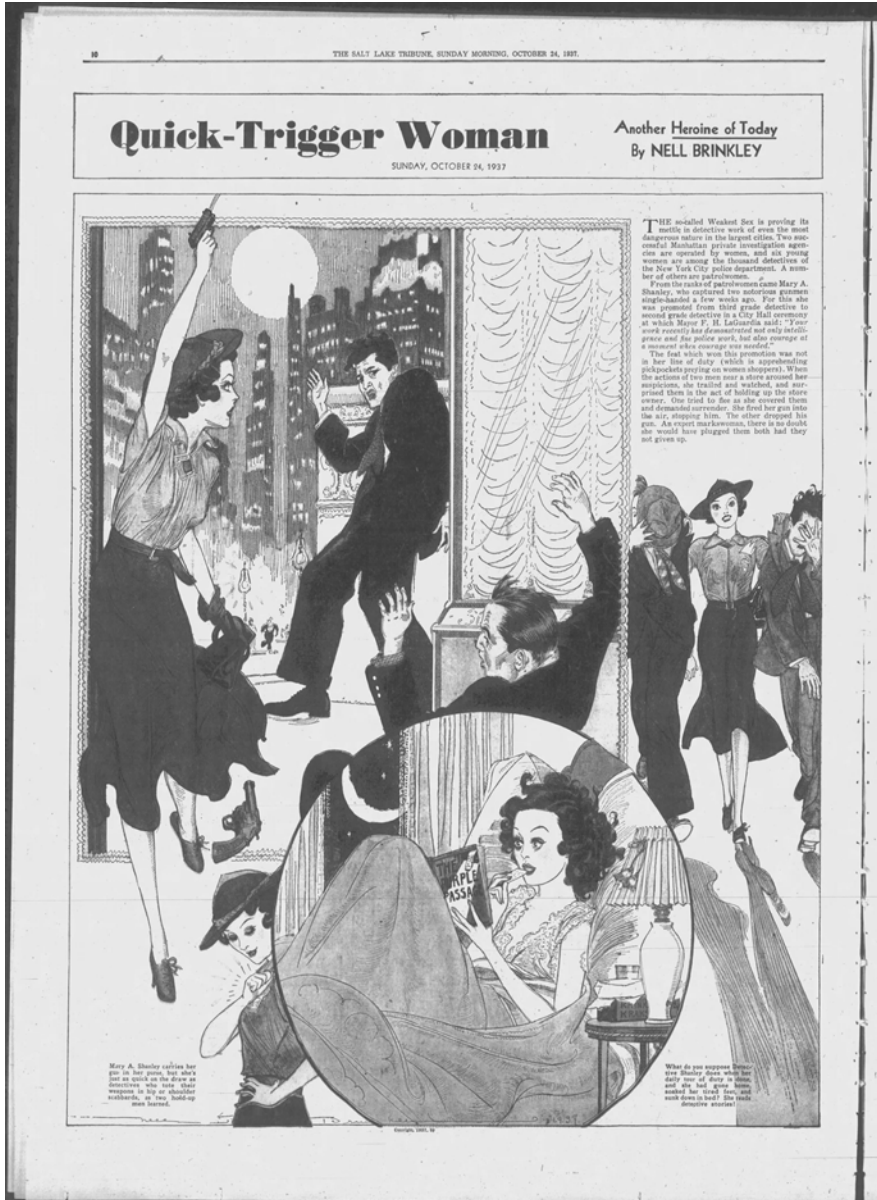 10
THE SALT LAKE TRIBUNE, SUNDAY MORNING, OCTOBER 24, 1937.
Quick-Trigger Woman
SUNDAY, OCTOBER 24, 1937
Another Heroine of Today
By NELL BRINKLEY
THE so-called Weakest Sex is proving its
mettle in detective work of even the most
dangerous nature in the largest cities. Two suc-
cessful Manhattan private investigation agen-
cies are operated by women, and six young
women are among the thousand detectives of
the New York City police department. A num-
ber of others are patrolwomen.
From the ranks of patrolwomen came Mary A.
Shanley, who captured two notorious gunmen
single-handed a few weeks ago. For this she
was promoted from third grade detective to
second grade detective in a City Hall ceremony
at which Mayor F. H. LaGuardia said: "Your
work recently has demonstrated not only intelli-
gence and fine police work, but also courage at
a moment when courage was needed."
The feat which won this promotion was not
in her line of duty (which is apprehending
pickpockets preying on women shoppers). When
the actions of two men near a store aroused her
suspicions, she trailed and watched, and sur-
prised them in the act of holding up the store
owner. One tried to flee as she covered them
and demanded surrender. She fired her gun into
the air, stopping him. The other dropped his
gun. An expert markswoman, there is no doubt
she would have plugged them both had they
not given up.
THE
PURPLE
PASSA
Mary A. Shanley carries her
gun in her purse, but she's
just as quick on the draw as
detectives who tote their
weapons in hip or shoulder
scabbards, as two hold-up
men learned.
What do you suppose Detec-
tive Shanley does when her
daily tour of duty is done,
and she had gone home,
soaked her tired feet, and
sunk down in bed? She reads
detective stories!
Nell
Copyright, 1937,